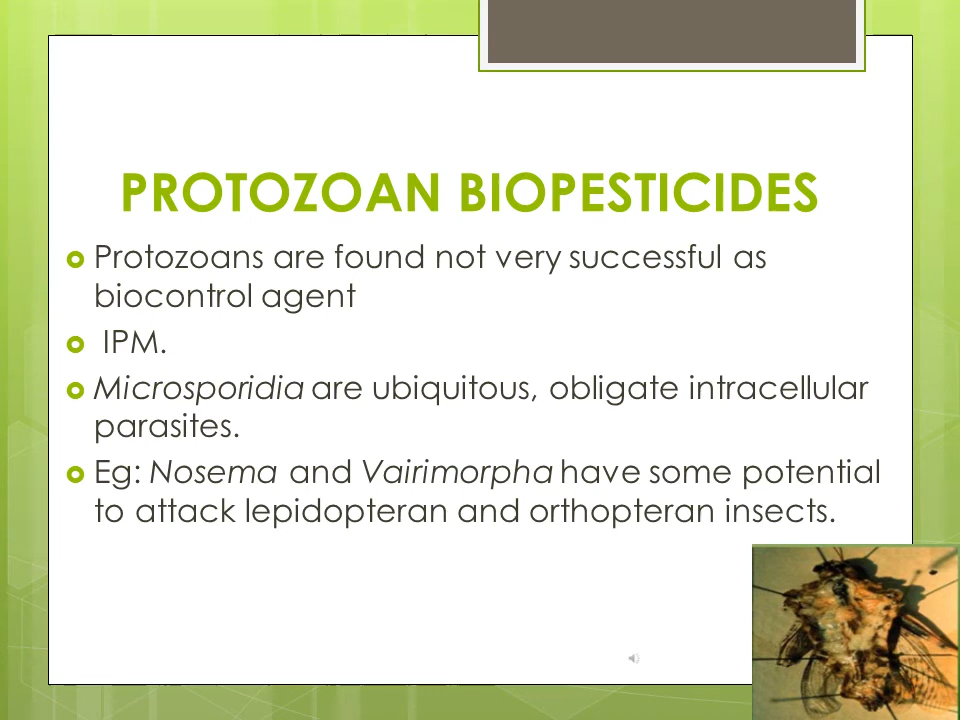 PROTOZOAN BIOPESTICIDES
Protozoans are found not very successful as
biocontrol agent
IPM.
Microsporidia are ubiquitous, obligate intracellular
parasites.
Eg: Nosema and Vairimorpha have some potential
to attack lepidopteran and orthopteran insects.